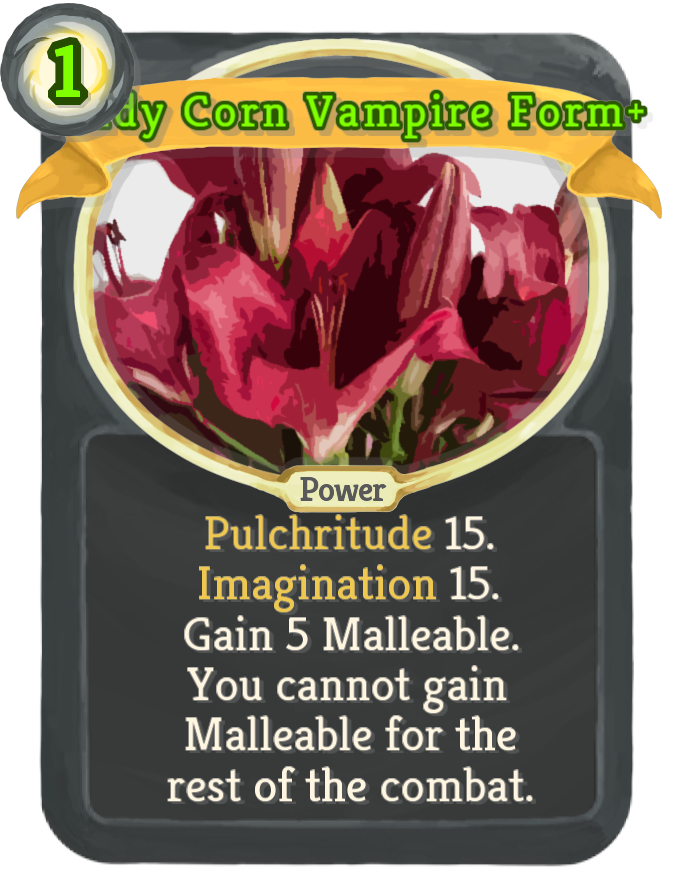 1
dy Corn Vampire Form+
Power
Pulchritude 15.
Imagination 15.
Gain 5 Malleable.
You cannot gain
Malleable for the
rest of the combat.